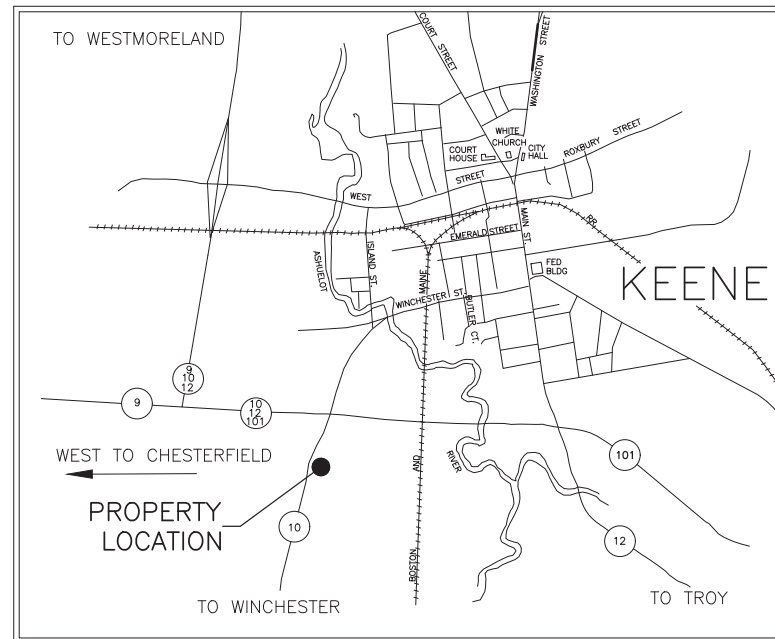 TO WESTMORELAND
COURT STREET
WASHINGTON STREET
WHITE
CHURCH
COURT
HOUSE
CITY
HALL
ROXBURY STREET
WEST STREET
MAIN ST.
RR
EMERALD STREET
ISLAND ST.
ASHUELOT
FED
BLDG
KEENE
MAINE
WINCHESTER ST.
BUTLER CT.
9
10
12
9
10
12
101
WEST TO CHESTERFIELD
101
RIVER
AND
PROPERTY
LOCATION
10
12
BOSTON
TO WINCHESTER
TO TROY